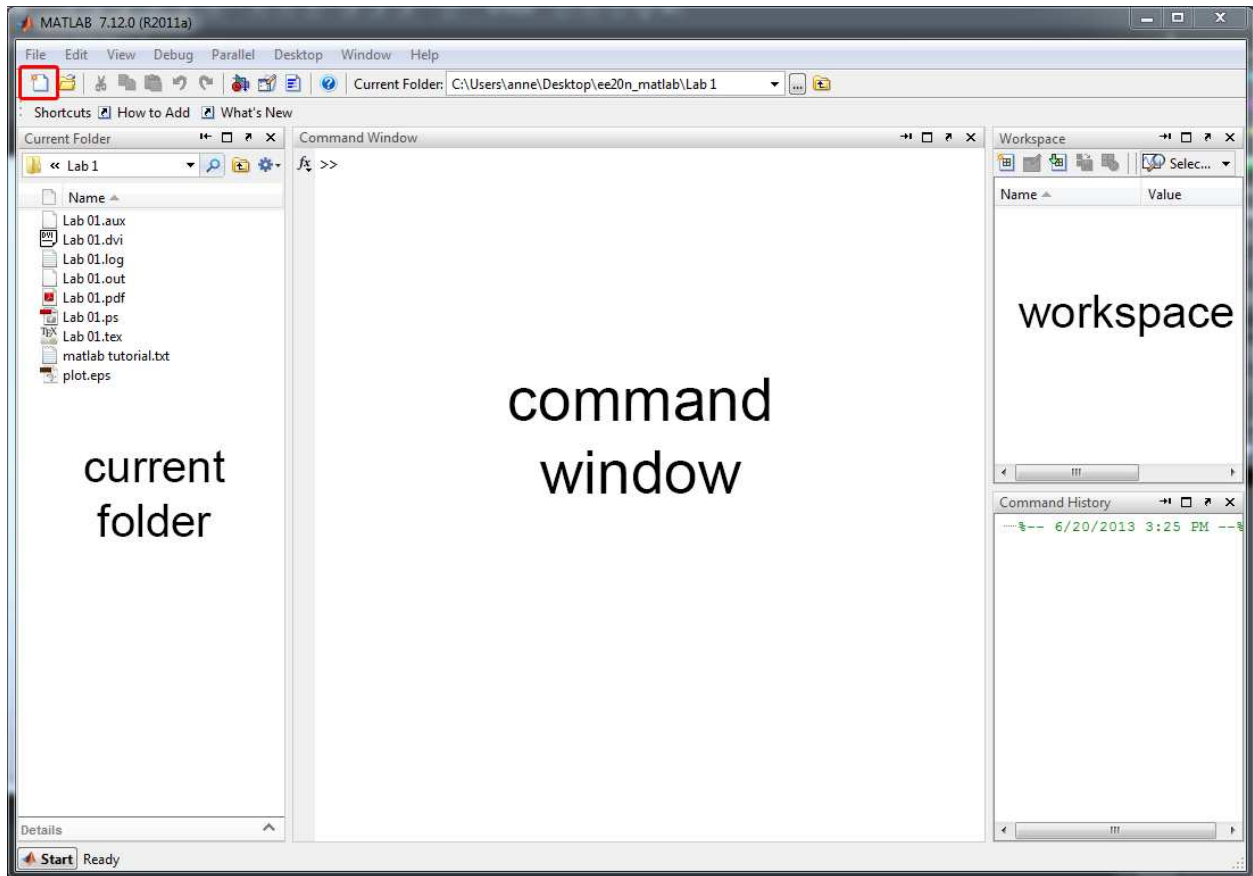 MATLAB 7.12.0 (R2011a)
File Edit View Debug Parallel Desktop Window Help
Current Folder: C:\Users\anne\Desktop\ee20n_matlab\Lab 1
Shortcuts How to Add What's New
Current Folder
« Lab 1
Name
Lab 01.aux
Lab 01.dvi
Lab 01.log
Lab 01.out
Lab 01.pdf
Lab 01.ps
Lab 01.tex
matlab tutorial.txt
plot.eps
current
folder
Details
Command Window
fx >>
command
window
Workspace
Selec...
Name Value
workspace
Command History
%-- 6/20/2013 3:25 PM --%
Start Ready